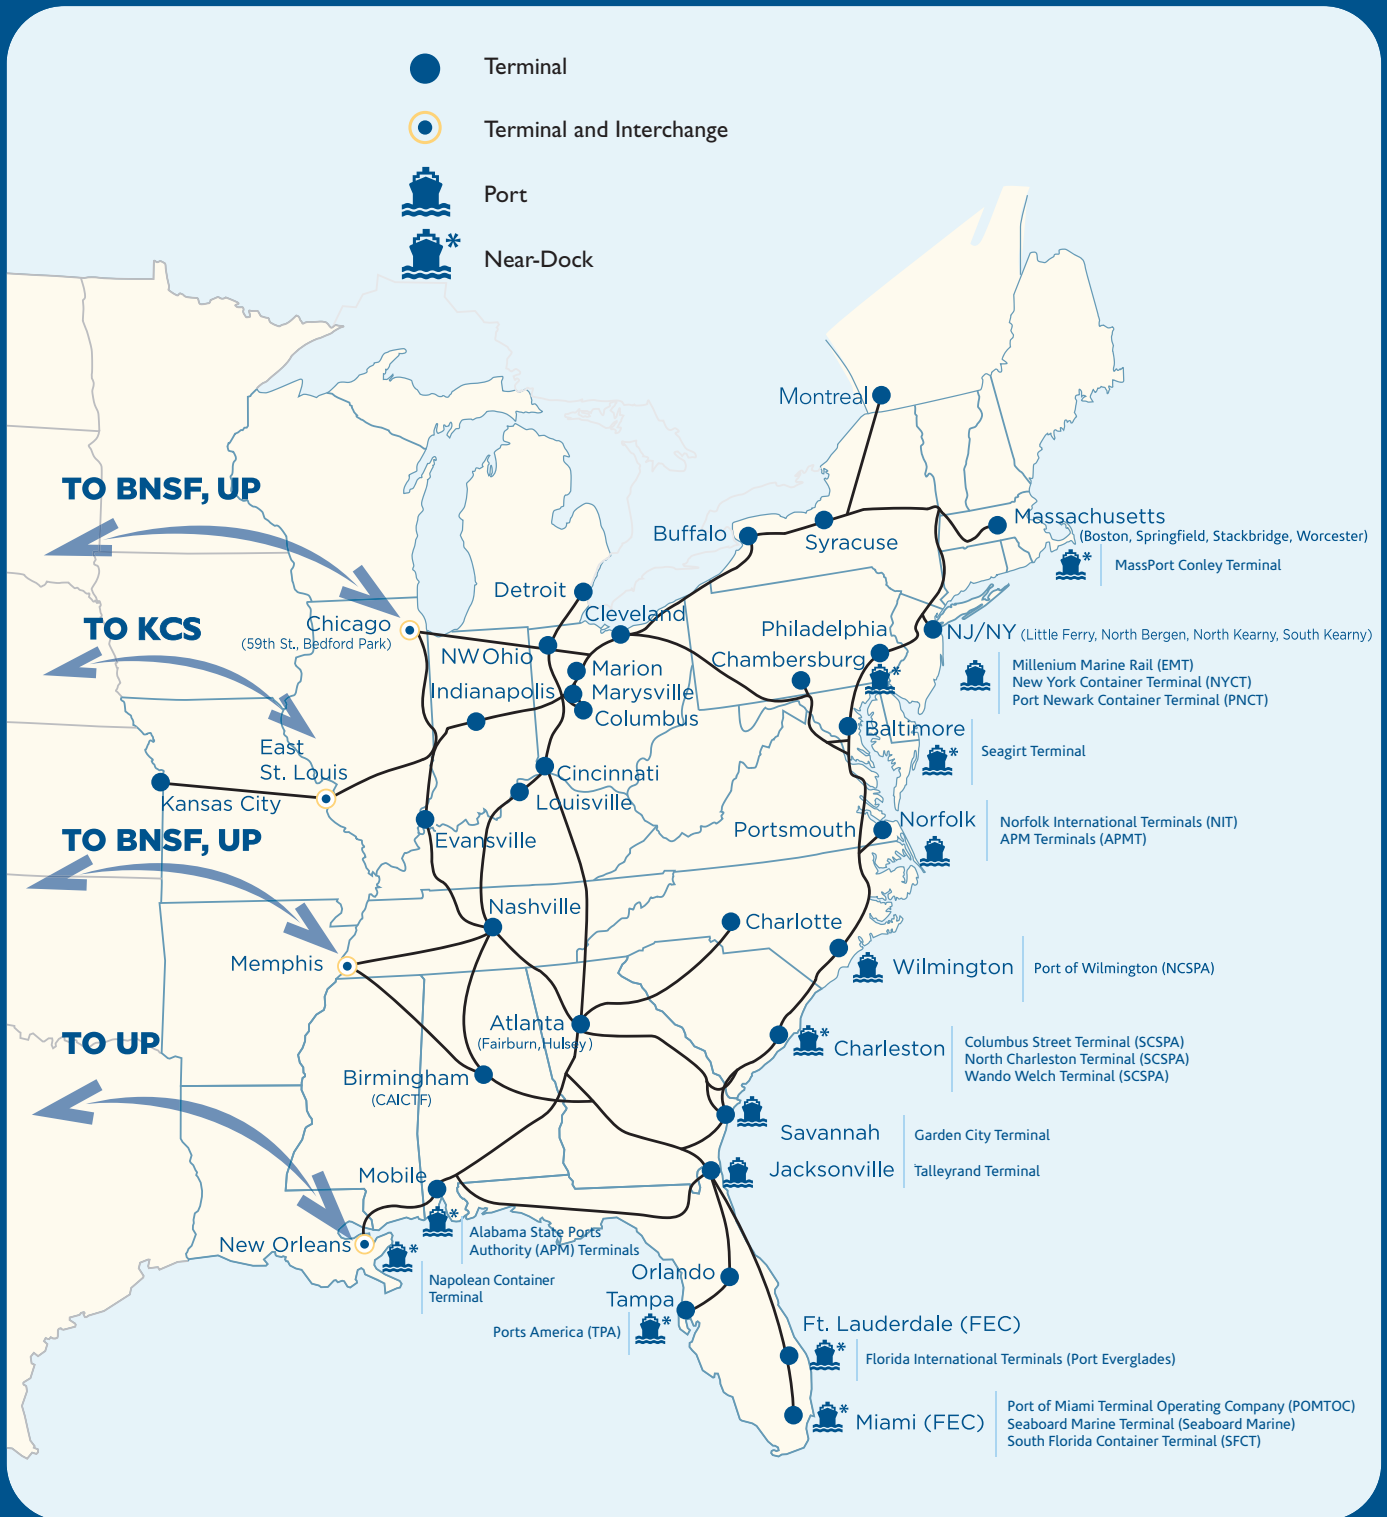 Terminal
Terminal and Interchange
Port
*
Near-Dock
Montreal
TO BNSF, UP
Massachusetts
(Boston, Springfield, Stackbridge, Worcester)
*
MassPort Conley Terminal
Buffalo
Syracuse
Detroit
Cleveland
TO KCS
Chicago
(59th St., Bedford Park)
Philadelphia
*
NJ/NY (Little Ferry, North Bergen, North Kearny, South Kearny)
Millenium Marine Rail (EMT)
New York Container Terminal (NYCT)
Port Newark Container Terminal (PNCT)
NW Ohio
Marion
Chambersburg
Indianapolis
Marysville
Columbus
Baltimore
*
Seagirt Terminal
East
St. Louis
Cincinnati
Kansas City
Louisville
TO BNSF, UP
Evansville
Portsmouth
Norfolk
Norfolk International Terminals (NIT)
APM Terminals (APMT)
Nashville
Charlotte
Memphis
Wilmington
Port of Wilmington (NCSPA)
TO UP
Atlanta
(Fairburn, Hulsey)
*
Charleston
Columbus Street Terminal (SCSPA)
North Charleston Terminal (SCSPA)
Wando Welch Terminal (SCSPA)
Birmingham
(CAICTF)
Savannah
Garden City Terminal
Mobile
Jacksonville
Talleyrand Terminal
*
Alabama State Ports
Authority (APM) Terminals
New Orleans
*
Napolean Container
Terminal
Orlando
Tampa
*
Ports America (TPA)
Ft. Lauderdale (FEC)
*
Florida International Terminals (Port Everglades)
*
Miami (FEC)
Port of Miami Terminal Operating Company (POMTOC)
Seaboard Marine Terminal (Seaboard Marine)
South Florida Container Terminal (SFCT)